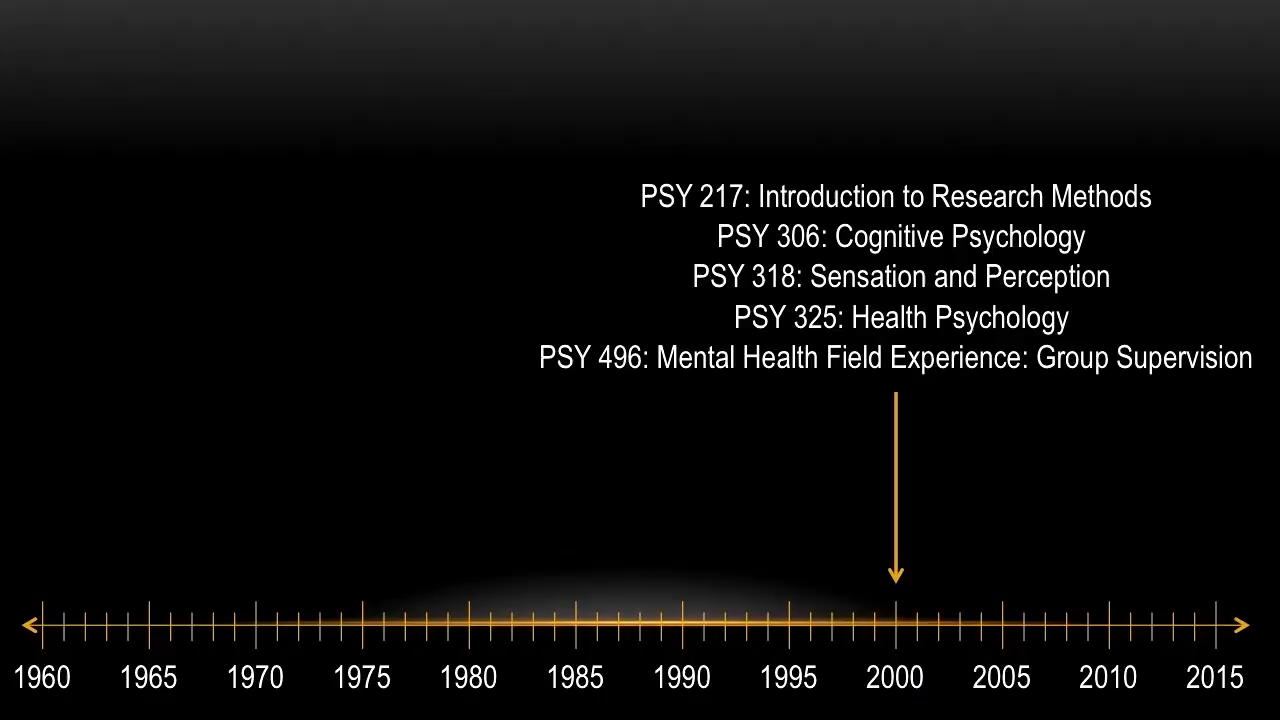 PSY 217: Introduction to Research Methods
PSY 306: Cognitive Psychology
PSY 318: Sensation and Perception
PSY 325: Health Psychology
PSY 496: Mental Health Field Experience: Group Supervision
1960 1965 1970 1975 1980 1985 1990 1995 2000 2005 2010 2015